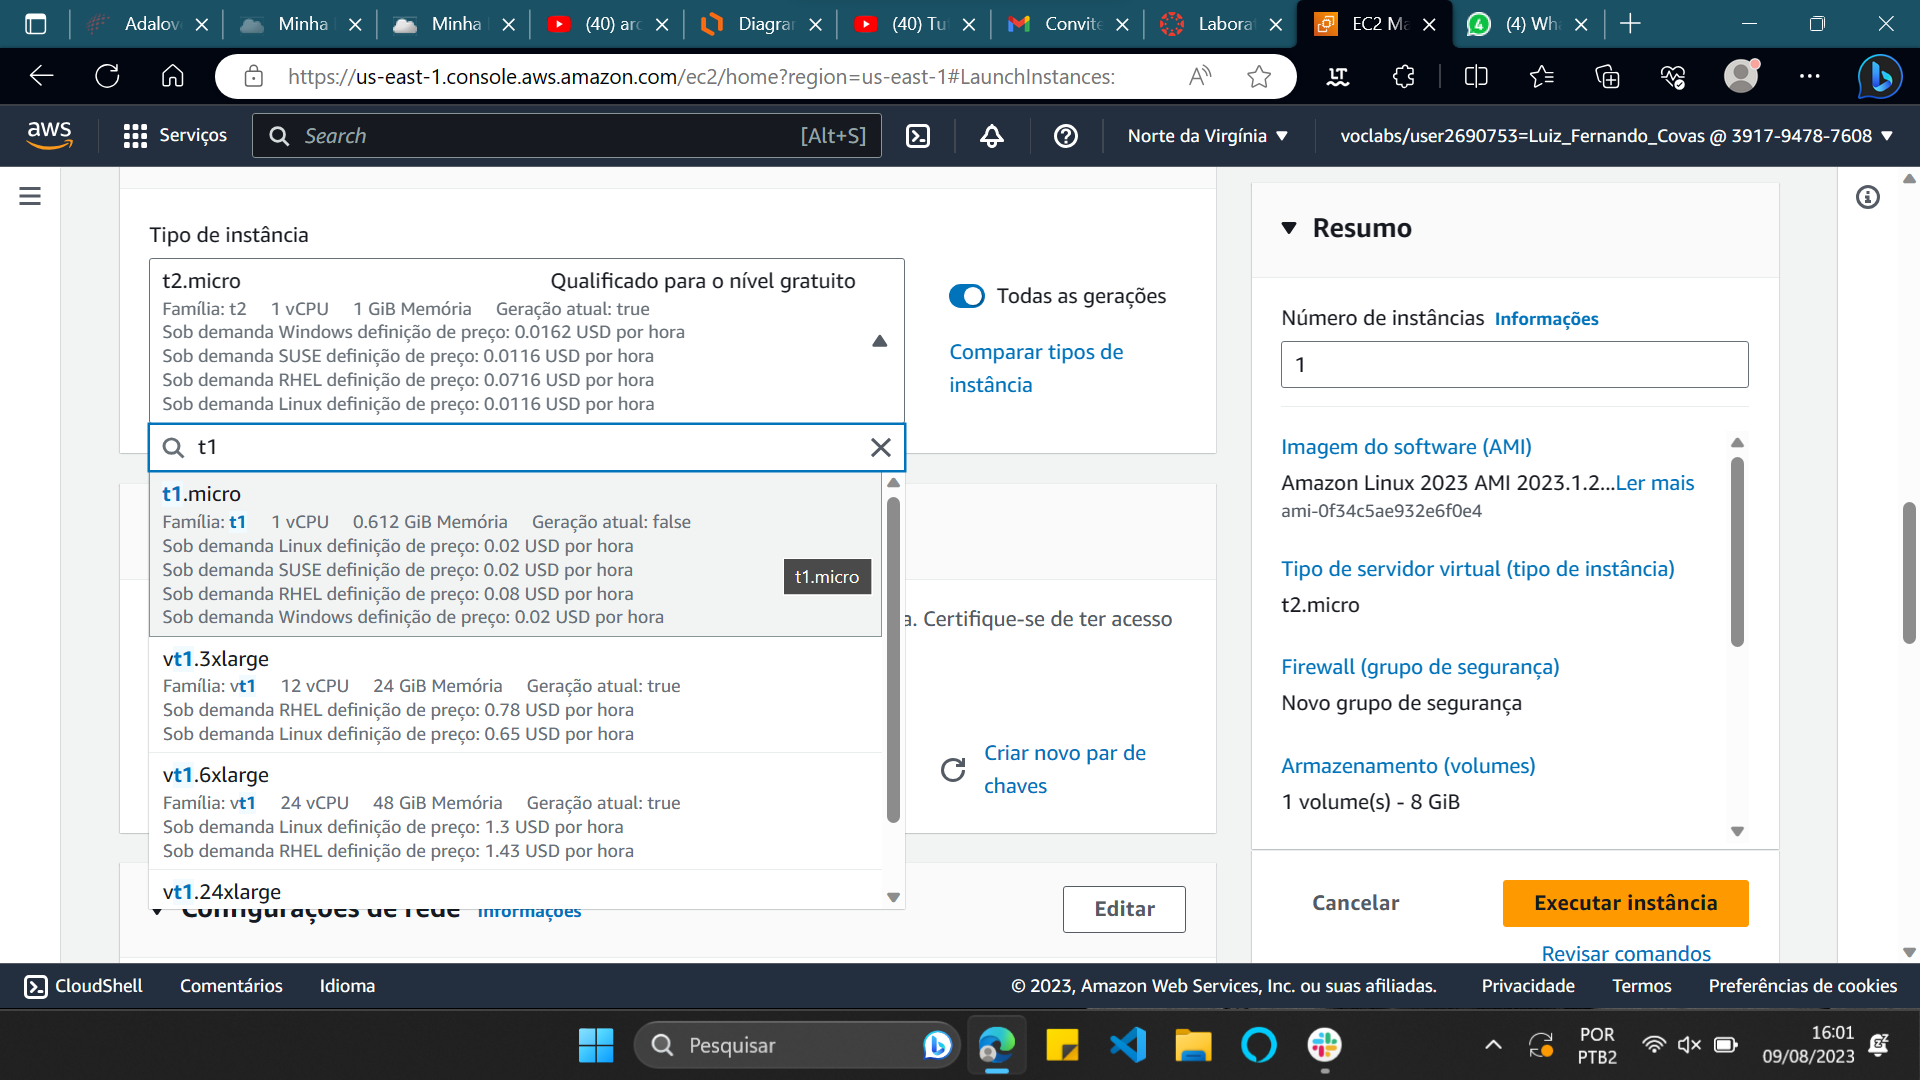 Adalov
Minha
Minha
(40) arc
Diagran
(40) Tu
Convite
Laborat
EC2 Ma
(4) Wha
https://us-east-1.console.aws.amazon.com/ec2/home?region=us-east-1#LaunchInstances:
aws
Serviços
Search
[Alt+S]
Norte da Virgínia
voclabs/user2690753=Luiz_Fernando_Covas @ 3917-9478-7608
Tipo de instância
t2.micro
Qualificado para o nível gratuito
Família: t2 1 vCPU 1 GiB Memória Geração atual: true
Sob demanda Windows definição de preço: 0.0162 USD por hora
Sob demanda SUSE definição de preço: 0.0116 USD por hora
Sob demanda RHEL definição de preço: 0.0716 USD por hora
Sob demanda Linux definição de preço: 0.0116 USD por hora
Todas as gerações
Comparar tipos de
instância
t1
t1.micro
Família: t1 1 vCPU 0.612 GiB Memória Geração atual: false
Sob demanda Linux definição de preço: 0.02 USD por hora
Sob demanda SUSE definição de preço: 0.02 USD por hora
Sob demanda RHEL definição de preço: 0.08 USD por hora
Sob demanda Windows definição de preço: 0.02 USD por hora
t1.micro
a. Certifique-se de ter acesso
vt1.3xlarge
Família: vt1 12 vCPU 24 GiB Memória Geração atual: true
Sob demanda RHEL definição de preço: 0.78 USD por hora
Sob demanda Linux definição de preço: 0.65 USD por hora
vt1.6xlarge
Família: vt1 24 vCPU 48 GiB Memória Geração atual: true
Sob demanda Linux definição de preço: 1.3 USD por hora
Sob demanda RHEL definição de preço: 1.43 USD por hora
vt1.24xlarge
Criar novo par de
chaves
Configurações de rede Informações
Editar
Resumo
Número de instâncias Informações
1
Imagem do software (AMI)
Amazon Linux 2023 AMI 2023.1.2...Ler mais
ami-0f34c5ae932e6f0e4
Tipo de servidor virtual (tipo de instância)
t2.micro
Firewall (grupo de segurança)
Novo grupo de segurança
Armazenamento (volumes)
1 volume(s) - 8 GiB
Cancelar
Executar instância
Revisar comandos
CloudShell
Comentários
Idioma
© 2023, Amazon Web Services, Inc. ou suas afiliadas.
Privacidade
Termos
Preferências de cookies
Pesquisar
POR
PTB2
16:01
09/08/2023